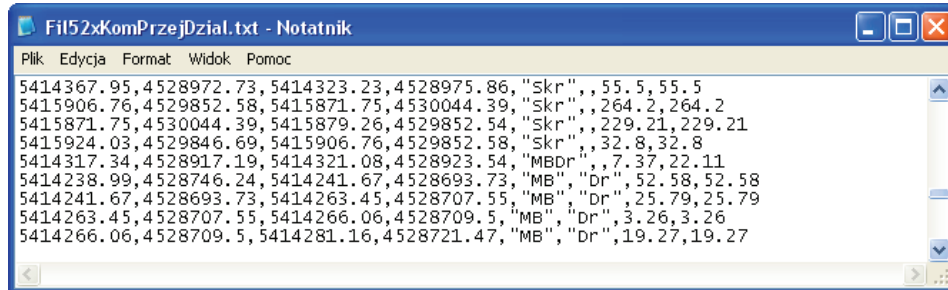 Fil52xKomPrzejDzial.txt - Notatnik
Plik Edycja Format Widok Pomoc
5414367.95,4528972.73,5414323.23,4528975.86,"Skr",,55.5,55.5
5415906.76,4529852.58,5415871.75,4530044.39,"Skr",,264.2,264.2
5415871.75,4530044.39,5415879.26,4529852.54,"Skr",,229.21,229.21
5415924.03,4529846.69,5415906.76,4529852.58,"Skr",,32.8,32.8
5414317.34,4528917.19,5414321.08,4528923.54,"MBDr",,7.37,22.11
5414238.99,4528746.24,5414241.67,4528693.73,"MB","Dr",52.58,52.58
5414241.67,4528693.73,5414263.45,4528707.55,"MB","Dr",25.79,25.79
5414263.45,4528707.55,5414266.06,4528709.5,"MB","Dr",3.26,3.26
5414266.06,4528709.5,5414281.16,4528721.47,"MB","Dr",19.27,19.27